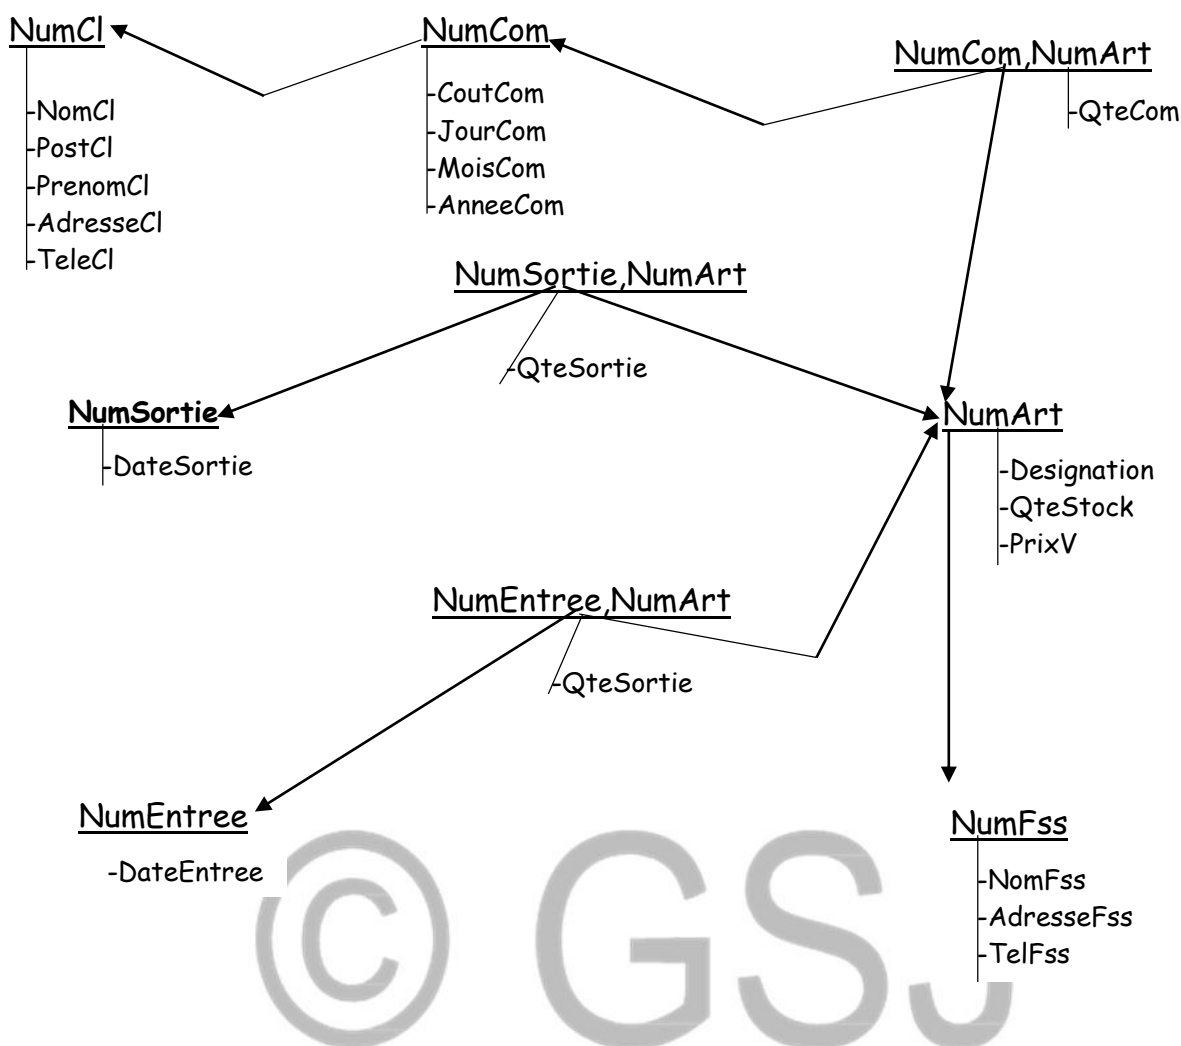 NumCl
-NomCl
-PostCl
-PrenomCl
-AdresseCl
-TeleCl
NumCom
-CoutCom
-JourCom
-MoisCom
-AnneeCom
NumCom,NumArt
-QteCom
NumSortie,NumArt
-QteSortie
NumSortie
-DateSortie
NumArt
-Designation
-QteStock
-PrixV
NumEntree,NumArt
-QteSortie
NumEntree
-DateEntree
NumFss
-NomFss
-AdresseFss
-TelFss
© GSJ